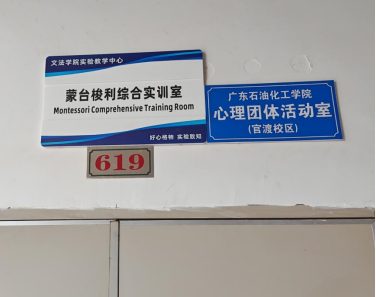 文法学院实验教学中心
蒙台梭利综合实训室
Montessori Comprehensive Training Room
好心格物 实验致知
广东石油化工学院
心理团体活动室
(官渡校区)
619